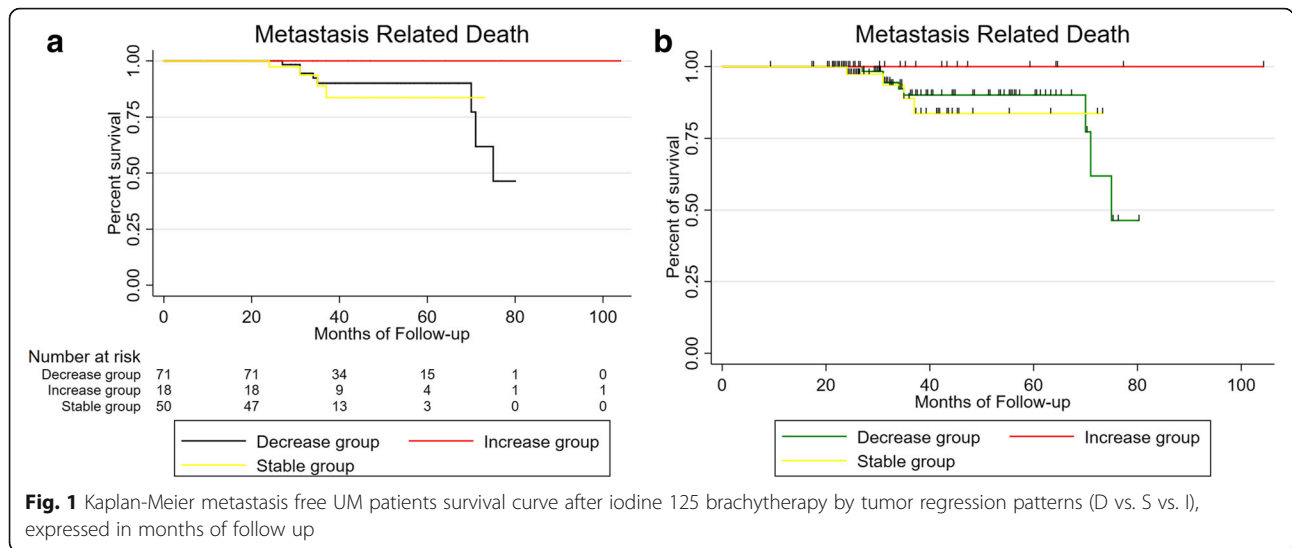 a
Metastasis Related Death
Percent survival
1.00
0.75
0.50
0.25
0.00
0 20 40 60 80 100
Months of Follow-up
Number at risk
Decrease group 71 71 34 15 1 0
Increase group 18 18 9 4 1 1
Stable group 50 47 13 3 0 0
Decrease group Increase group
Stable group
b
Metastasis Related Death
Percent of survival
1.00
0.75
0.50
0.25
0.00
0 20 40 60 80 100
Months of Follow-up
Decrease group Increase group
Stable group
Fig. 1 Kaplan-Meier metastasis free UM patients survival curve after iodine 125 brachytherapy by tumor regression patterns (D vs. S vs. I),
expressed in months of follow up